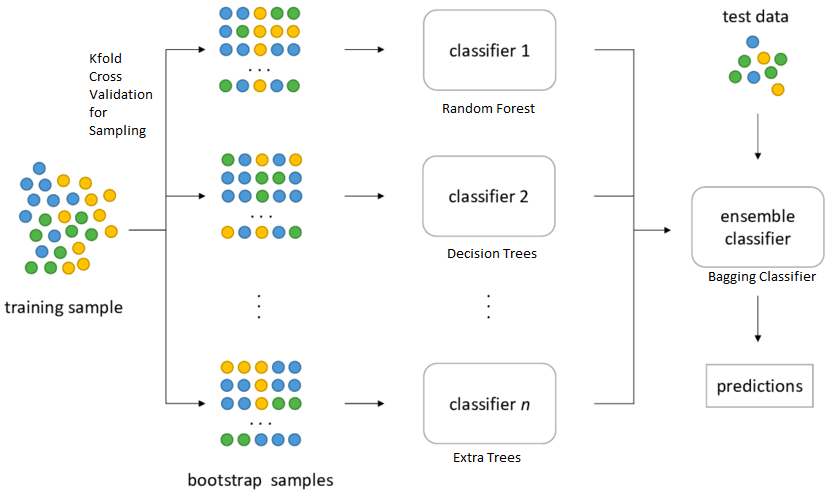 Kfold
Cross
Validation
for
Sampling
training sample
. . .
. . .
. . .
bootstrap samples
classifier 1
Random Forest
classifier 2
Decision Trees
classifier n
Extra Trees
test data
ensemble
classifier
Bagging Classifier
predictions